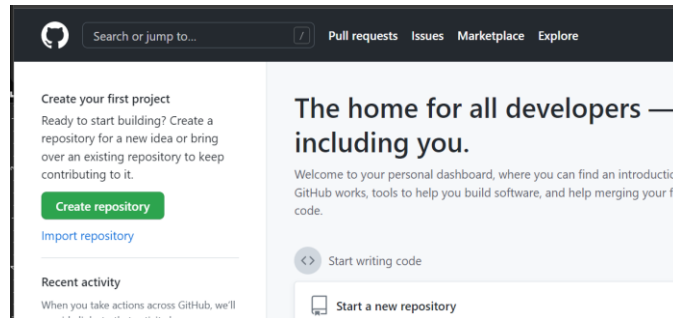 Search or jump to...
/
Pull requests Issues Marketplace Explore
Create your first project
Ready to start building? Create a
repository for a new idea or bring
over an existing repository to keep
contributing to it.
Create repository
Import repository
Recent activity
When you take actions across GitHub, we'll
The home for all developers —
including you.
Welcome to your personal dashboard, where you can find an introductio
GitHub works, tools to help you build software, and help merging your f
code.
<> Start writing code
Start a new repository